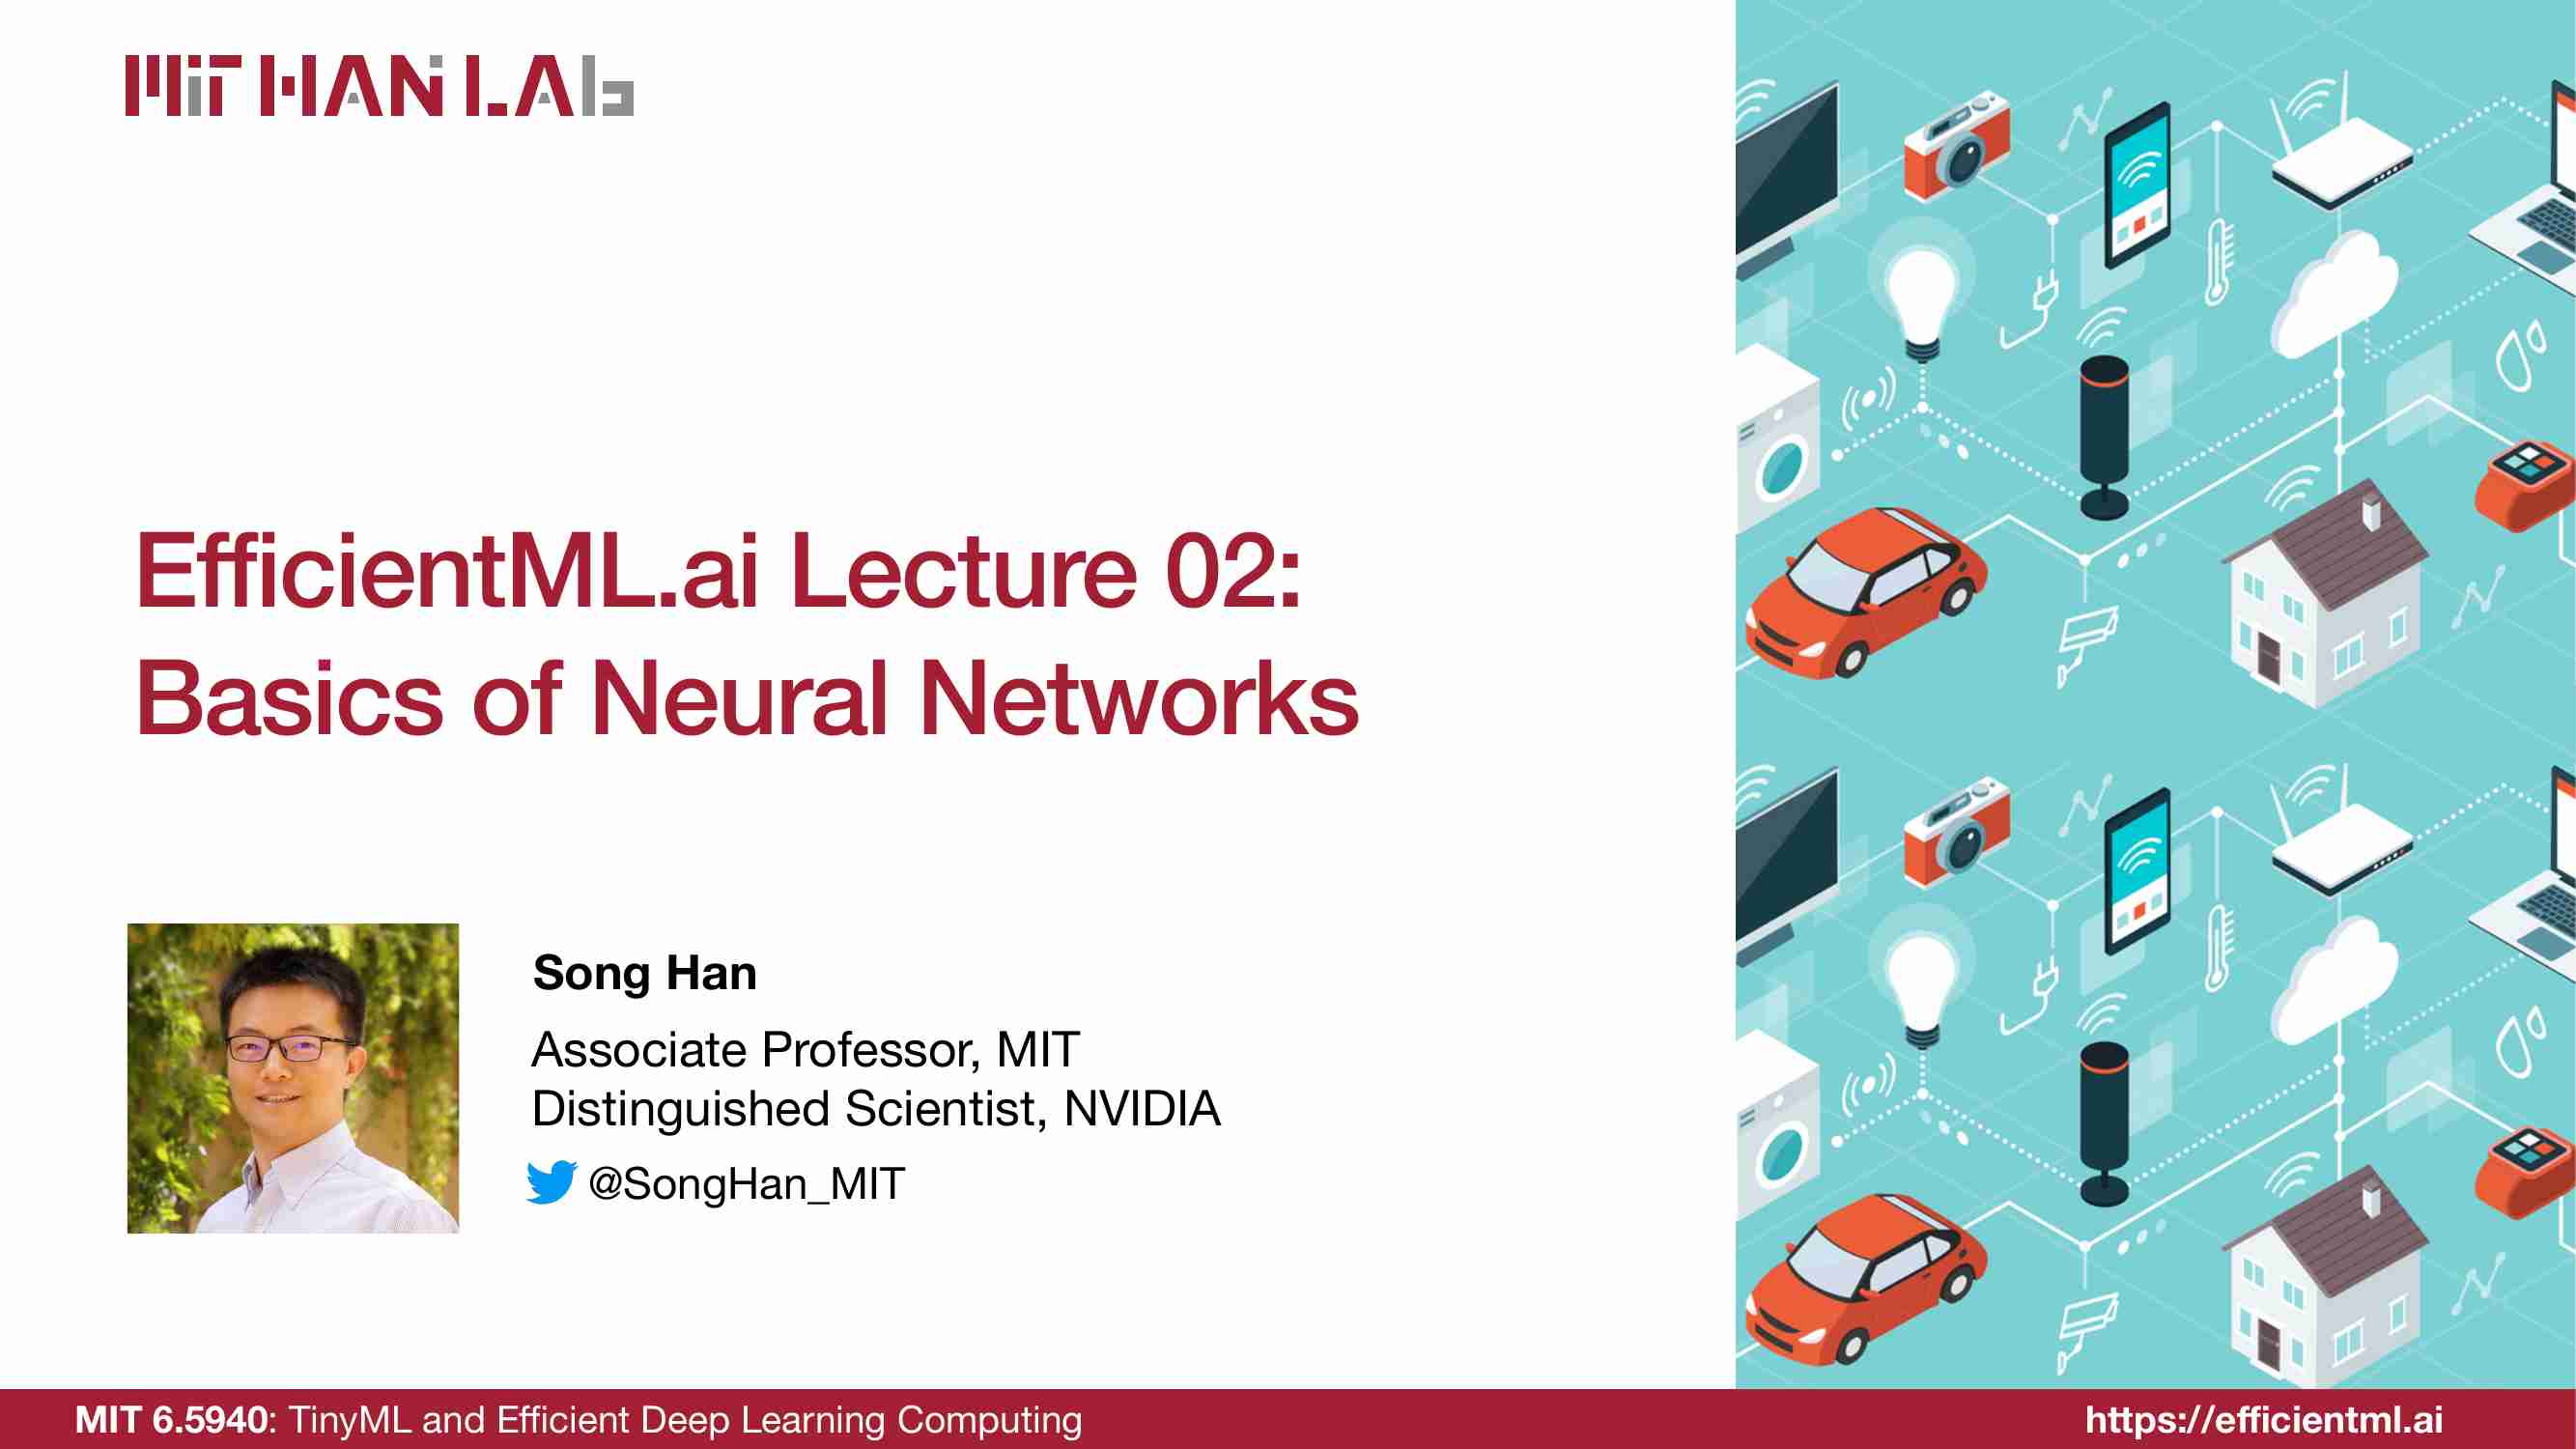 MIT HAN LAB
EfficientML.ai Lecture 02:
Basics of Neural Networks
Song Han
Associate Professor, MIT
Distinguished Scientist, NVIDIA
@SongHan_MIT
MIT 6.5940: TinyML and Efficient Deep Learning Computing
https://efficientml.ai